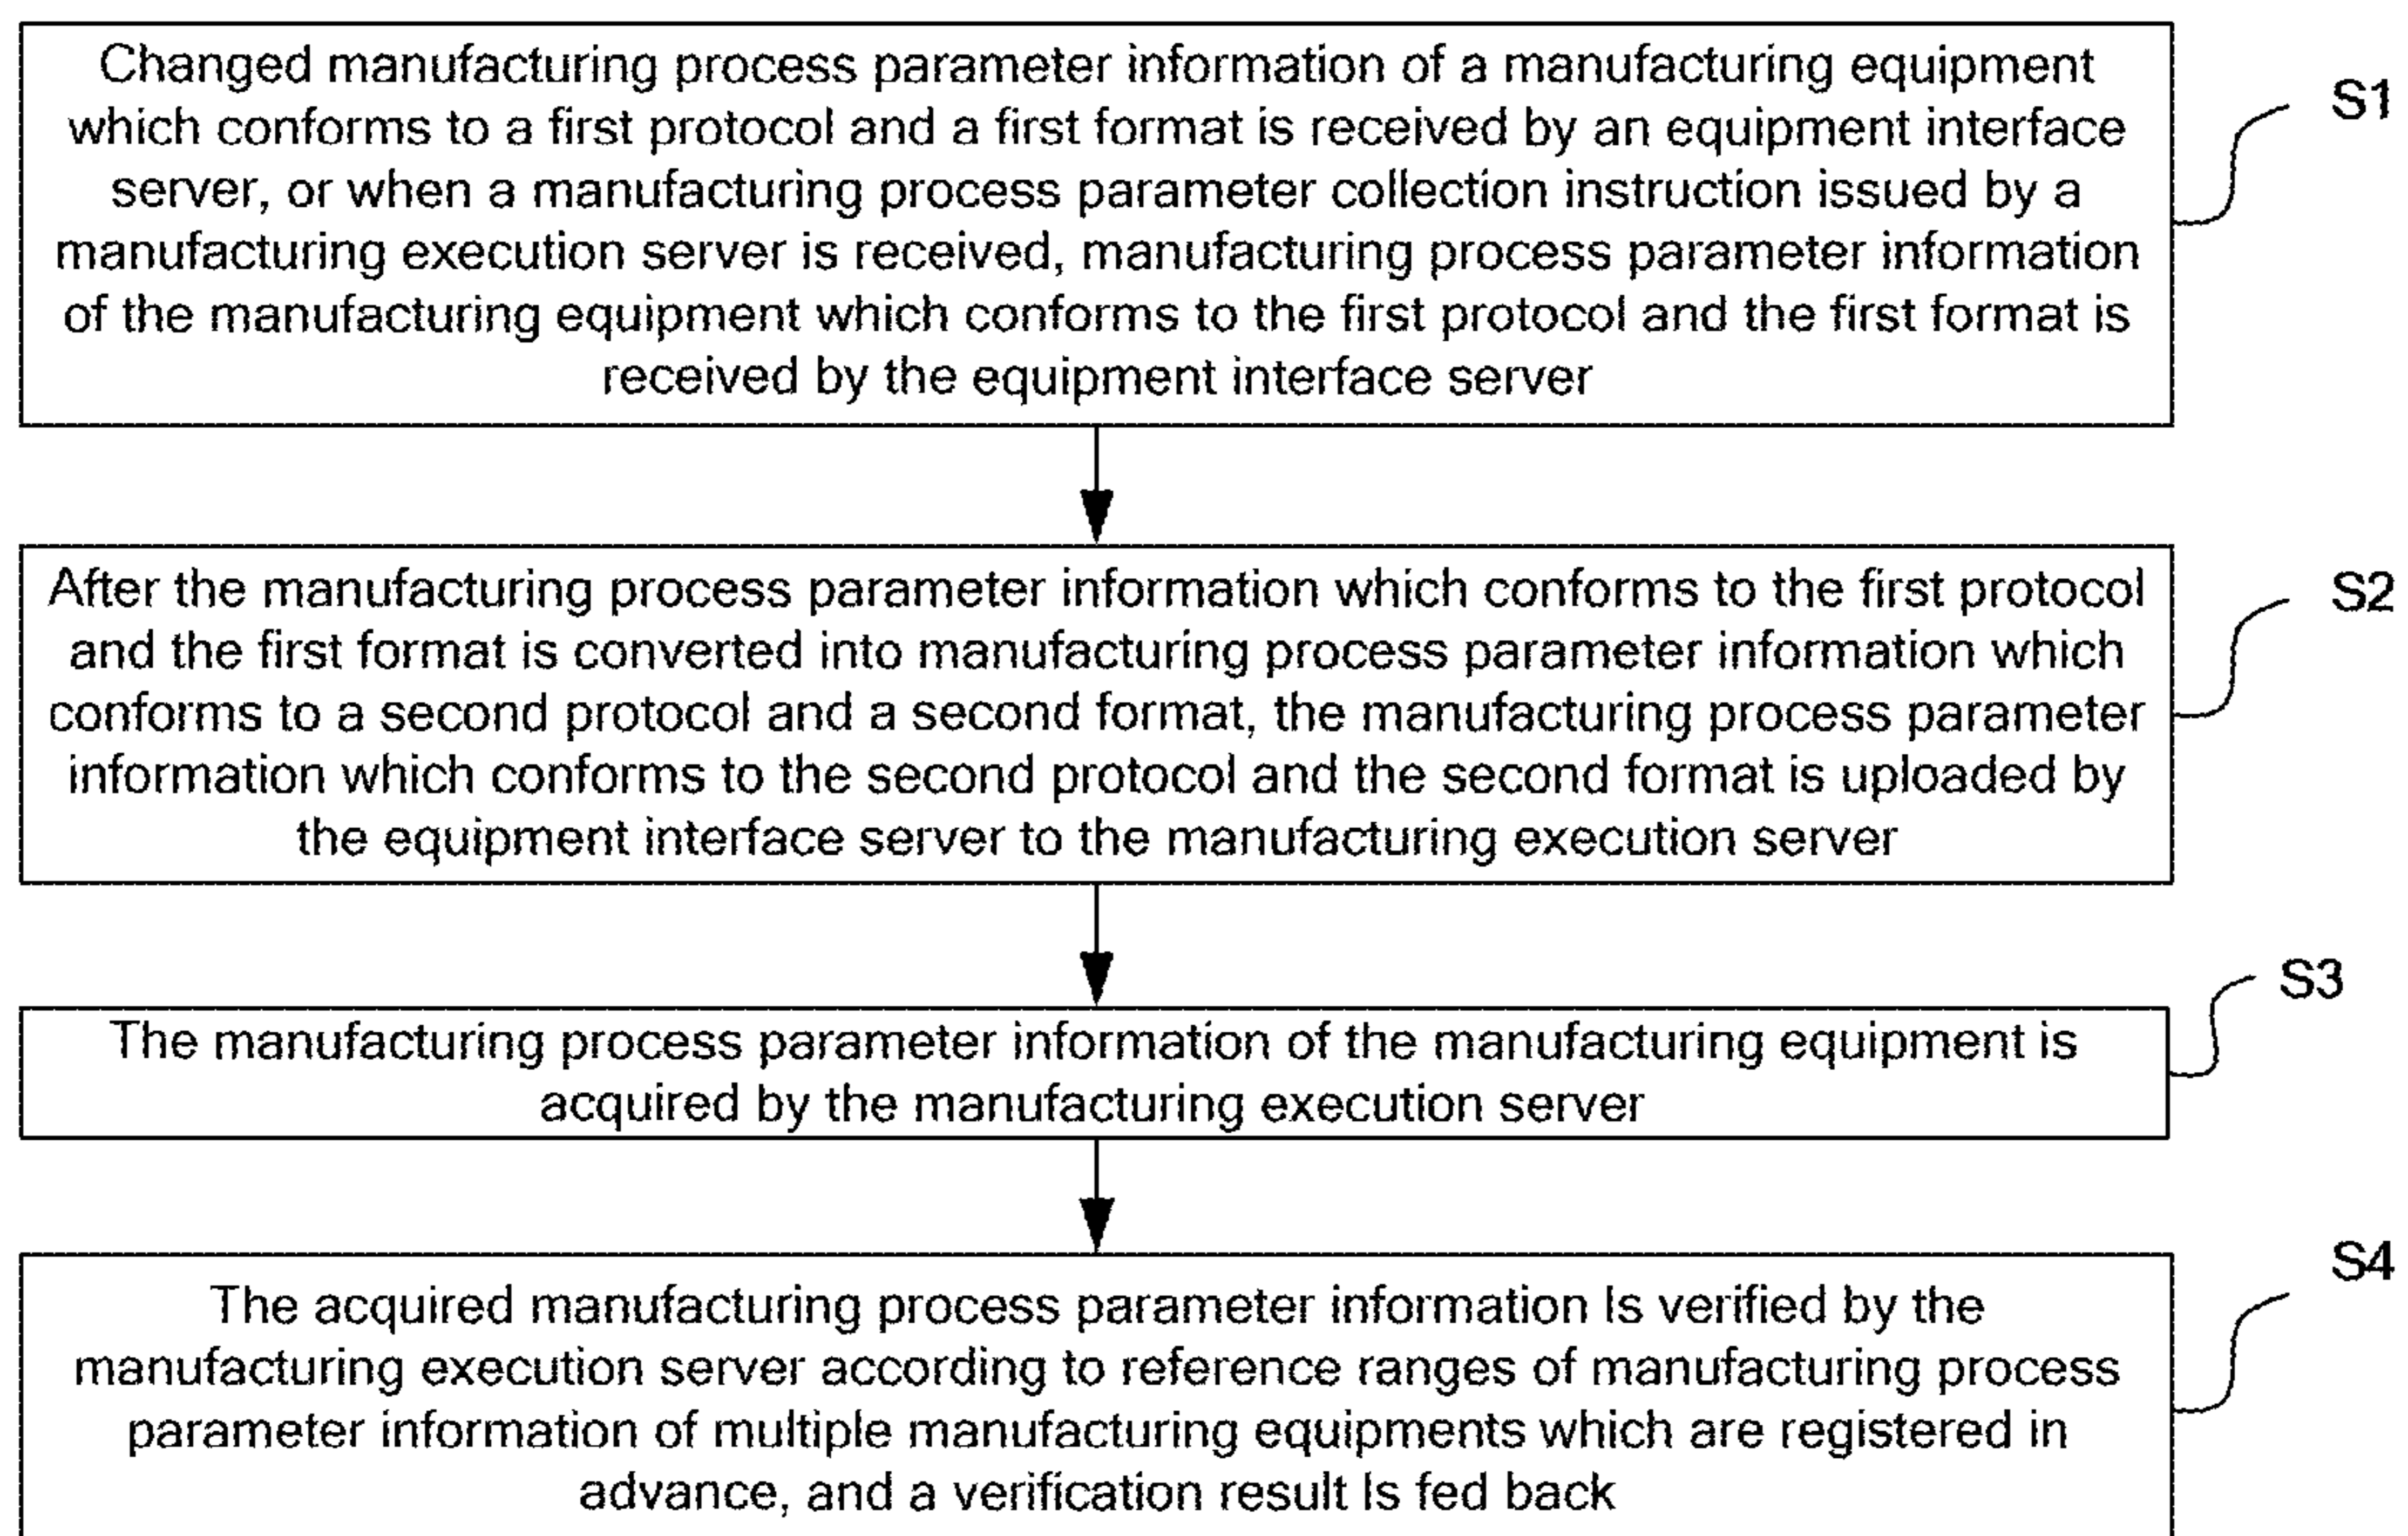 Changed manufacturing process parameter information of a manufacturing equipment
which conforms to a first protocol and a first format is received by an equipment interface
server, or when a manufacturing process parameter collection instruction issued by a
manufacturing execution server is received, manufacturing process parameter information
of the manufacturing equipment which conforms to the first protocol and the first format is
received by the equipment interface server
S1
After the manufacturing process parameter information which conforms to the first protocol
and the first format is converted into manufacturing process parameter information which
conforms to a second protocol and a second format, the manufacturing process parameter
information which conforms to the second protocol and the second format is uploaded by
the equipment interface server to the manufacturing execution server
S2
The manufacturing process parameter information of the manufacturing equipment is
acquired by the manufacturing execution server
S3
The acquired manufacturing process parameter information Is verified by the
manufacturing execution server according to reference ranges of manufacturing process
parameter information of multiple manufacturing equipments which are registered in
advance, and a verification result Is fed back
S4